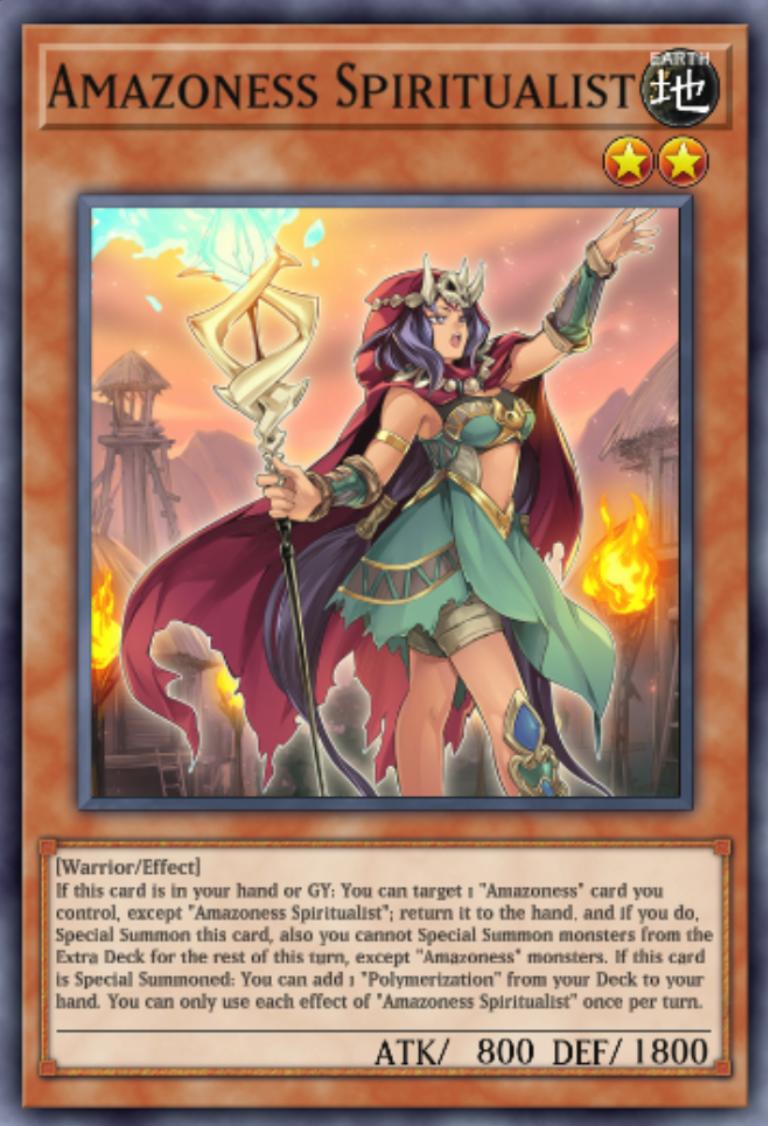 Amazoness Spiritualist
EARTH
地
[Warrior/Effect]
If this card is in your hand or GY: You can target 1 "Amazoness" card you
control, except "Amazoness Spiritualist"; return it to the hand, and if you do,
Special Summon this card, also you cannot Special Summon monsters from the
Extra Deck for the rest of this turn, except "Amazoness" monsters. If this card
is Special Summoned: You can add 1 "Polymerization" from your Deck to your
hand. You can only use each effect of "Amazoness Spiritualist" once per turn.
ATK/ 800 DEF/ 1800